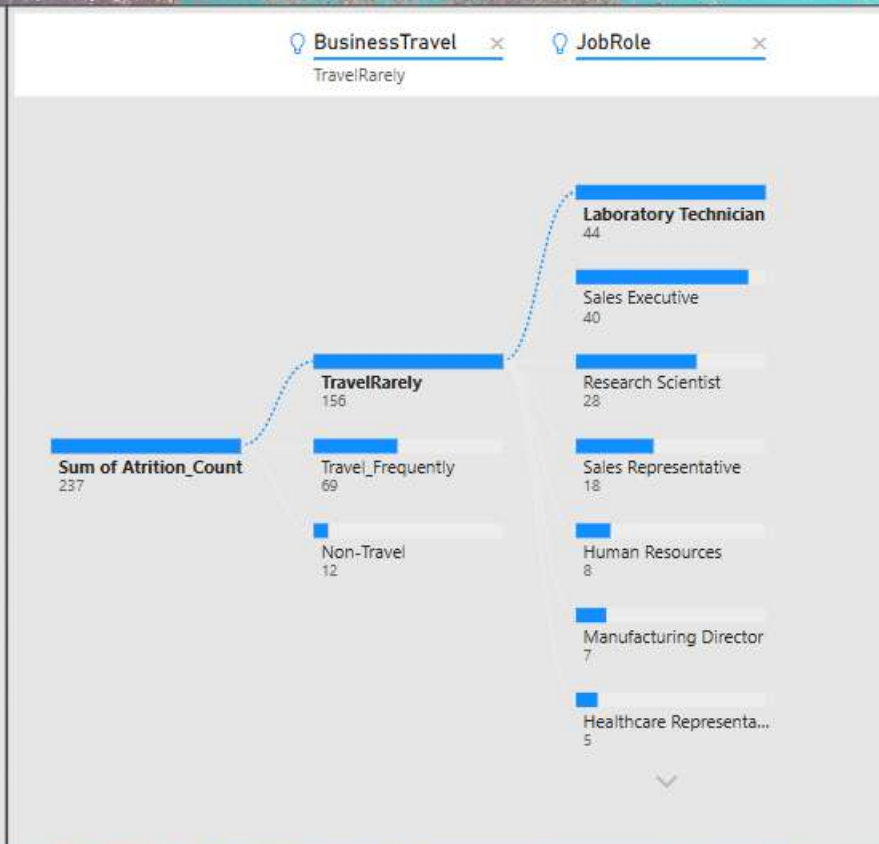 BusinessTravel
TravelRarely
JobRole
Sum of Atrition_Count
237
TravelRarely
156
Travel_Frequently
69
Non-Travel
12
Laboratory Technician
44
Sales Executive
40
Research Scientist
28
Sales Representative
18
Human Resources
8
Manufacturing Director
7
Healthcare Representa...
5